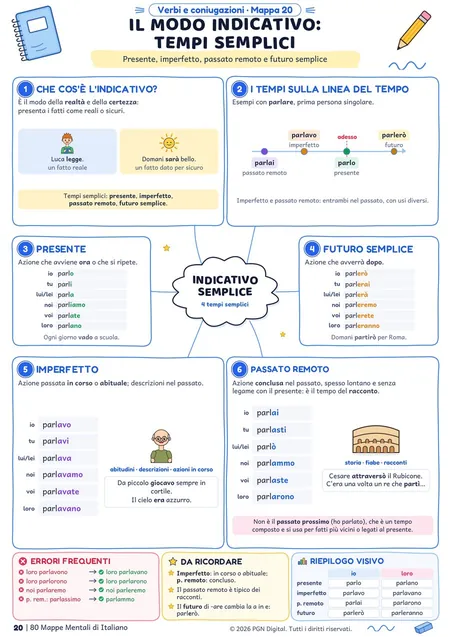 Verbi e coniugazioni · Mappa 20
IL MODO INDICATIVO:
TEMPI SEMPLICI
Presente, imperfetto, passato remoto e futuro semplice
1 CHE COS'È L'INDICATIVO?
È il modo della realtà e della certezza:
presenta i fatti come reali o sicuri.
Luca legge.
un fatto reale
Domani sarà bello.
un fatto dato per sicuro
Tempi semplici: presente, imperfetto,
passato remoto, futuro semplice.
2 I TEMPI SULLA LINEA DEL TEMPO
Esempi con parlare, prima persona singolare.
parlavo
imperfetto
adesso
parlerò
futuro
parlai
passato remoto
parlo
presente
Imperfetto e passato remoto: entrambi nel passato, con usi diversi.
3 PRESENTE
Azione che avviene ora o che si ripete.
io parlo
tu parli
lui/lei parla
noi parliamo
voi parlate
loro parlano
Ogni giorno vado a scuola.
INDICATIVO
SEMPLICE
4 tempi semplici
4 FUTURO SEMPLICE
Azione che avverrà dopo.
io parlerò
tu parlerai
lui/lei parlerà
noi parleremo
voi parlerete
loro parleranno
Domani partirò per Roma.
5 IMPERFETTO
Azione passata in corso o abituale; descrizioni nel passato.
io parlavo
tu parlavi
lui/lei parlava
noi parlavamo
voi parlavate
loro parlavano
abitudini · descrizioni · azioni in corso
Da piccolo giocavo sempre in
cortile.
Il cielo era azzurro.
6 PASSATO REMOTO
Azione conclusa nel passato, spesso lontano e senza
legame con il presente: è il tempo del racconto.
io parlai
tu parlasti
lui/lei parlò
noi parlammo
voi parlaste
loro parlarono
storia · fiabe · racconti
Cesare attraversò il Rubicone.
C'era una volta un re che partì...
Non è il passato prossimo (ho parlato), che è un tempo
composto e si usa per fatti più vicini o legati al presente.
ERRORI FREQUENTI
loro parlavano → loro parlavano
loro parlorono → loro parlarono
noi parlaremo → noi parleremo
p. rem.: parlassimo → parlammo
DA RICORDARE
Imperfetto: in corso o abituale;
p. remoto: concluso.
Il passato remoto è tipico dei
racconti.
Il futuro di -are cambia la a in e:
parlerò.
RIEPILOGO VISIVO
io loro
presente parlo parlano
imperfetto parlavo parlavano
p. remoto parlai parlarono
futuro parlerò parleranno
20 | 80 Mappe Mentali di Italiano
© 2026 PGN Digital. Tutti i diritti riservati.